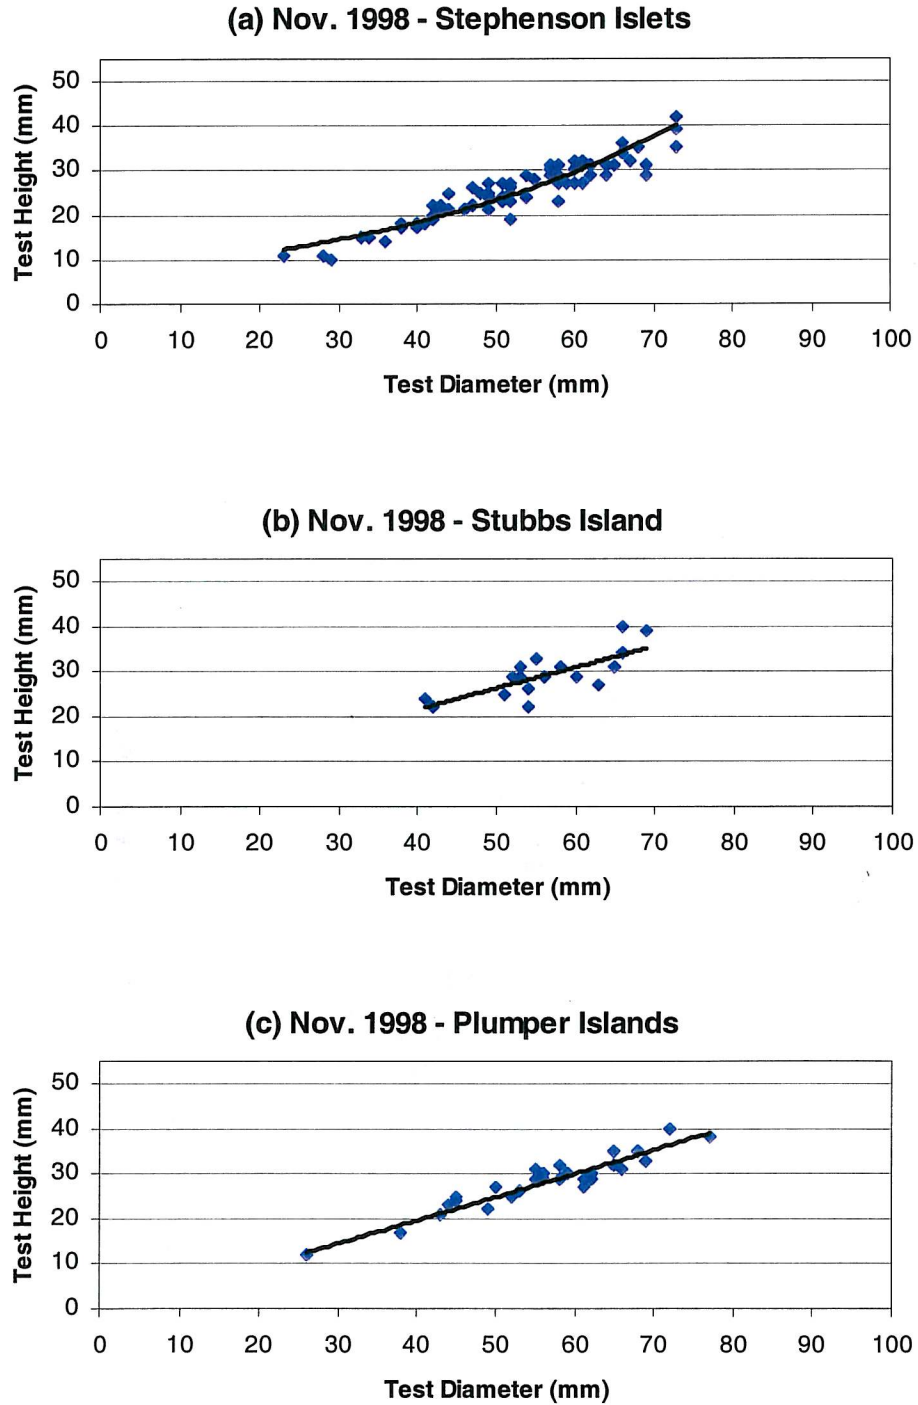 (a) Nov. 1998 - Stephenson Islets
50
40
30
20
10
0
Test Height (mm)
0 10 20 30 40 50 60 70 80 90 100
Test Diameter (mm)
(b) Nov. 1998 - Stubbs Island
50
40
30
20
10
0
Test Height (mm)
0 10 20 30 40 50 60 70 80 90 100
Test Diameter (mm)
(c) Nov. 1998 - Plumper Islands
50
40
30
20
10
0
Test Height (mm)
0 10 20 30 40 50 60 70 80 90 100
Test Diameter (mm)